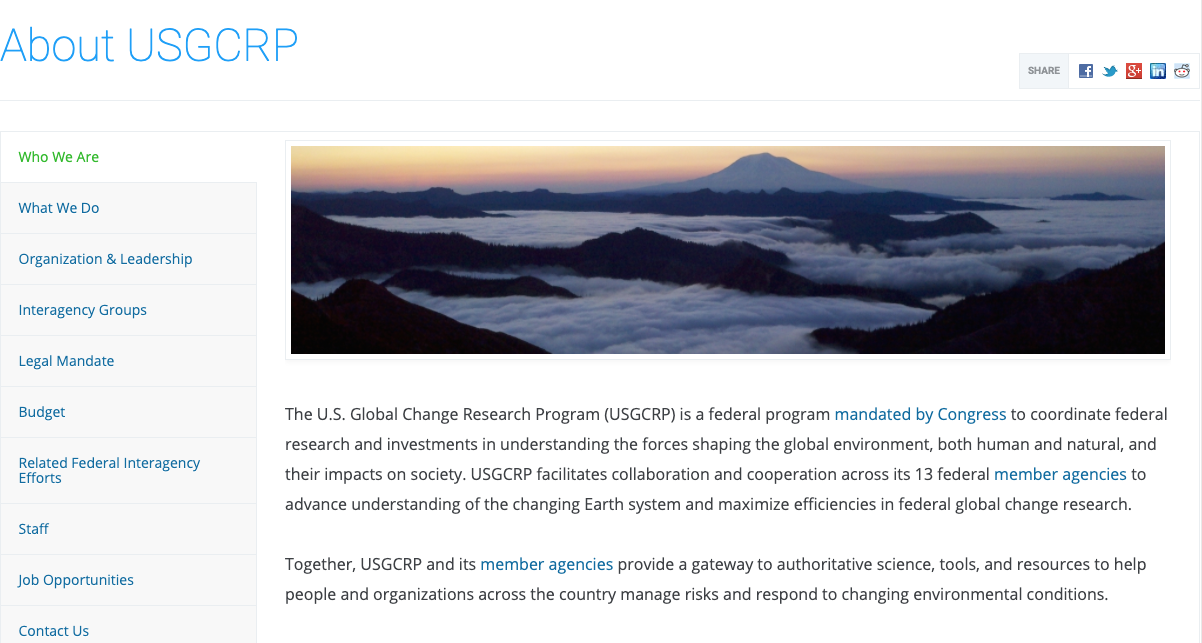 About USGCRP
SHARE
Who We Are
What We Do
Organization & Leadership
Interagency Groups
Legal Mandate
Budget
Related Federal Interagency
Efforts
Staff
Job Opportunities
Contact Us
The U.S. Global Change Research Program (USGCRP) is a federal program mandated by Congress to coordinate federal
research and investments in understanding the forces shaping the global environment, both human and natural, and
their impacts on society. USGCRP facilitates collaboration and cooperation across its 13 federal member agencies to
advance understanding of the changing Earth system and maximize efficiencies in federal global change research.
Together, USGCRP and its member agencies provide a gateway to authoritative science, tools, and resources to help
people and organizations across the country manage risks and respond to changing environmental conditions.